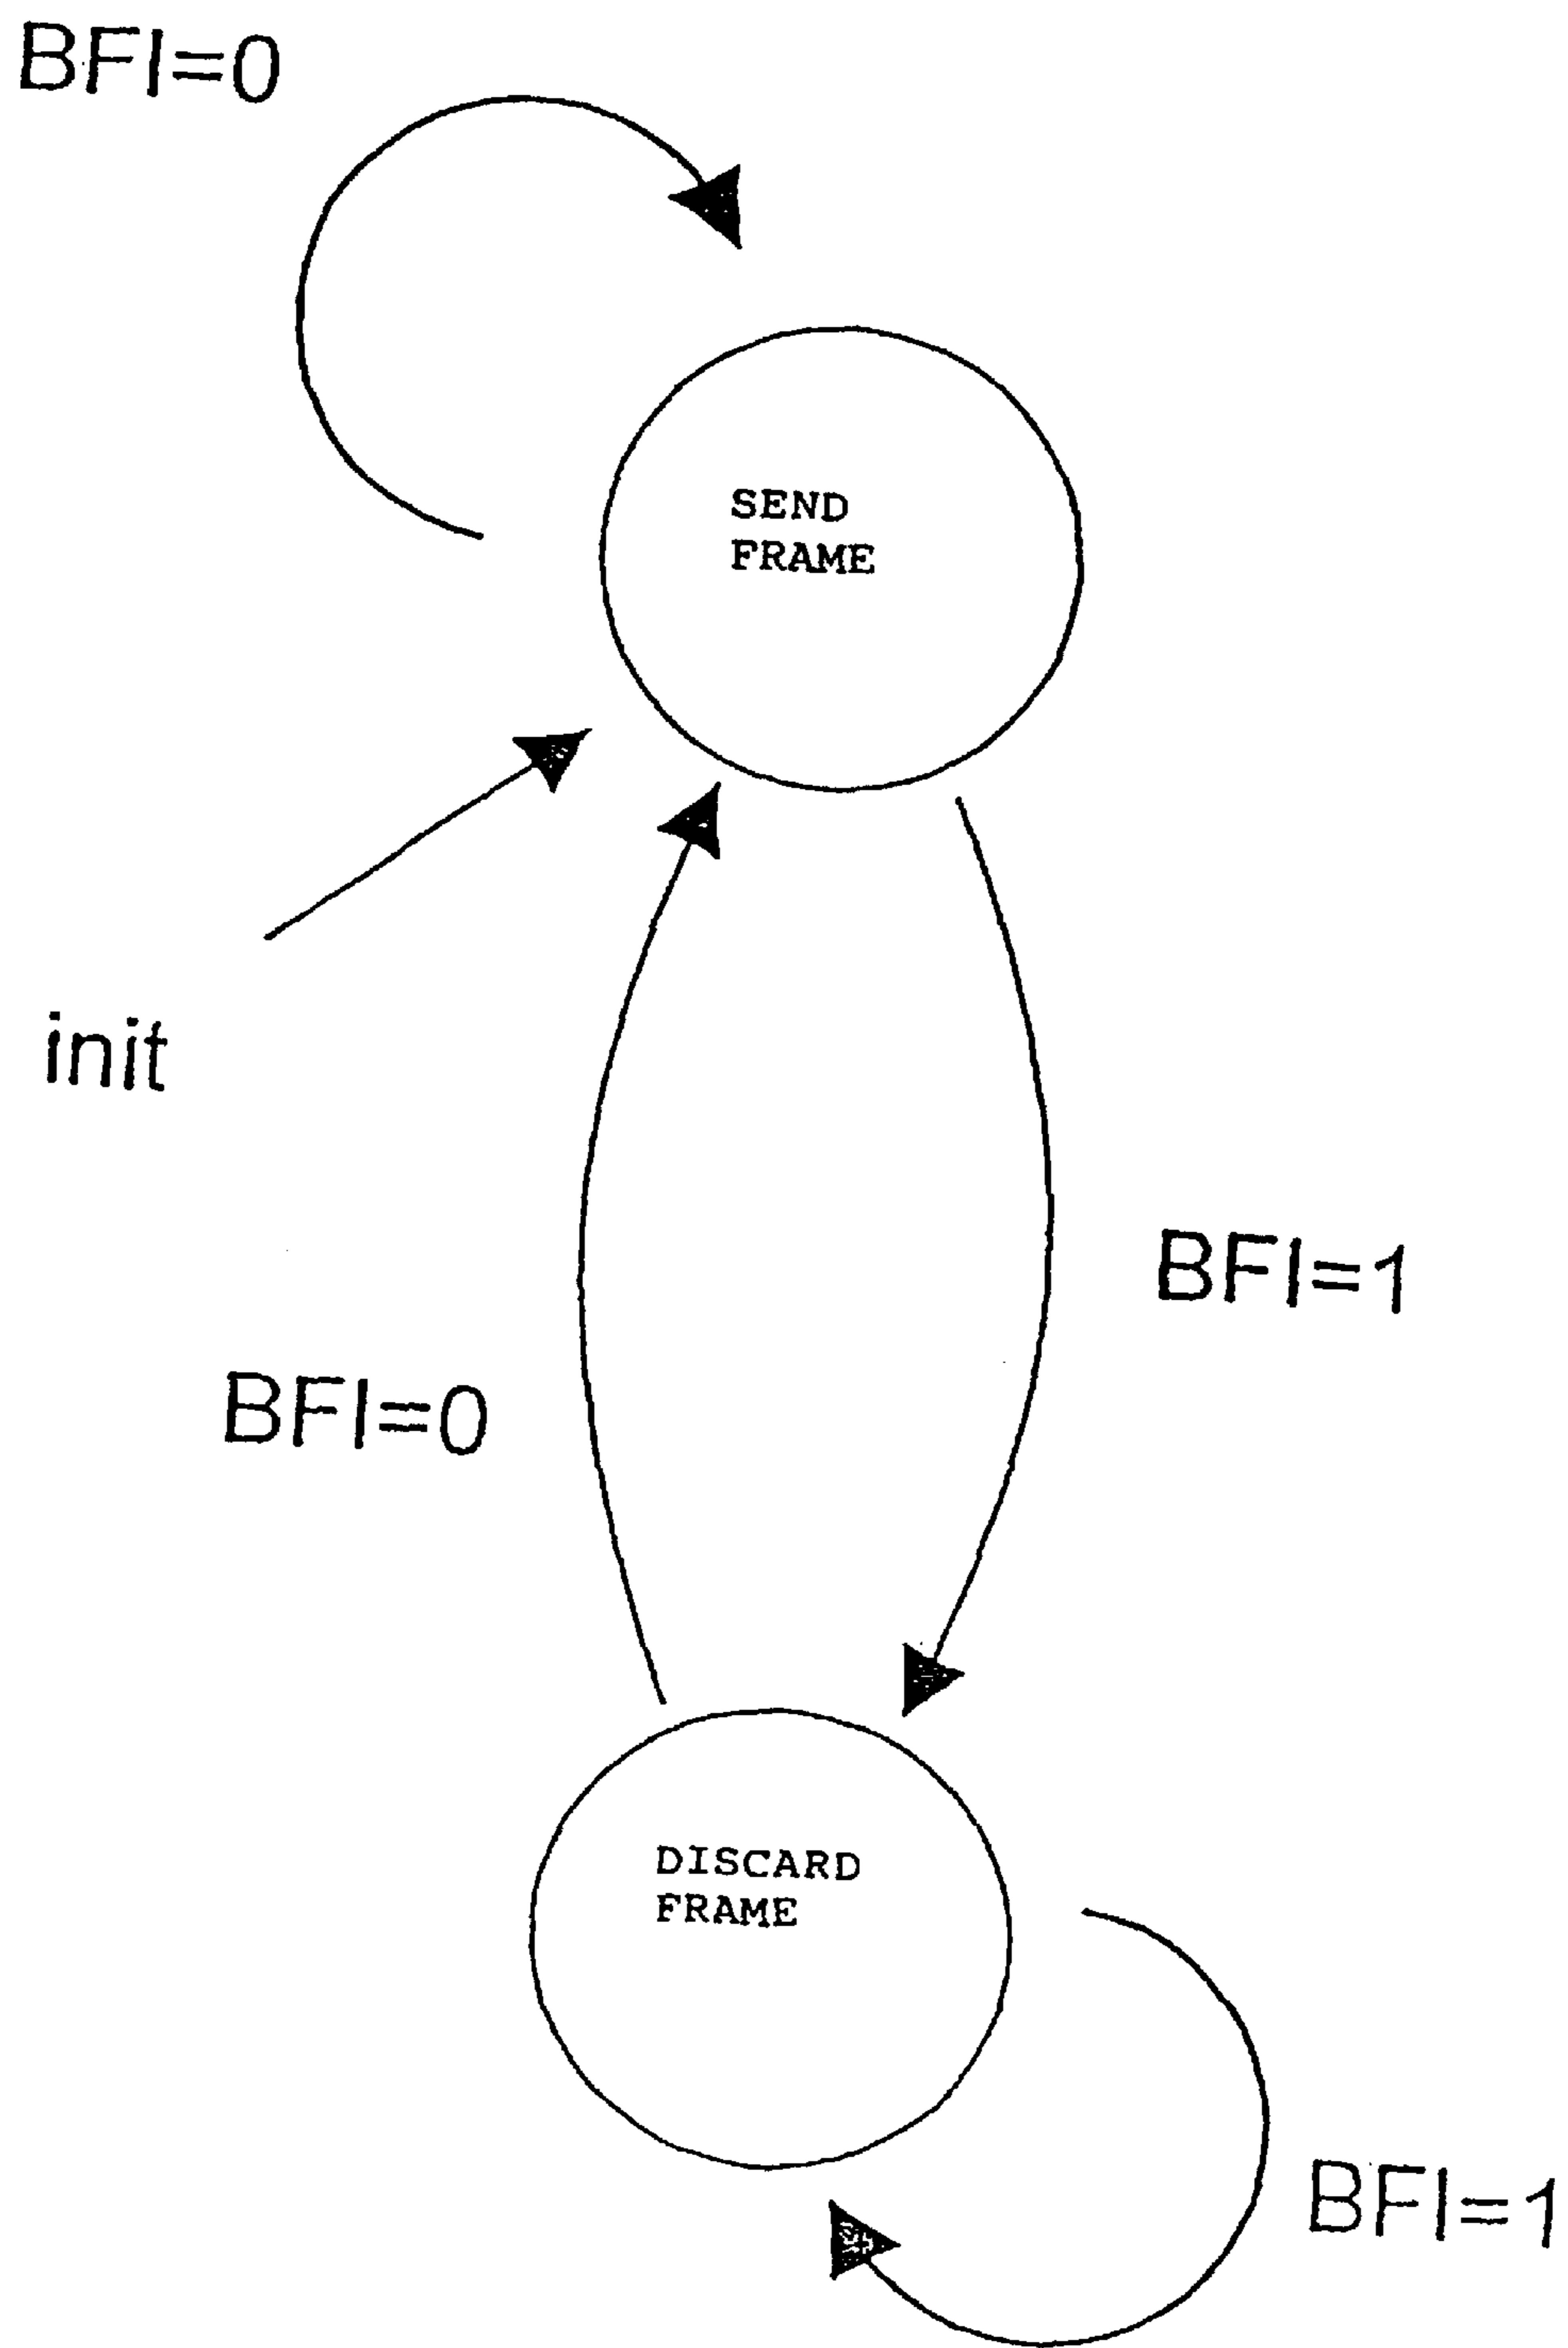 BFI=0
SEND
FRAME
init
BFI=1
BFI=0
DISCARD
FRAME
BFI=1